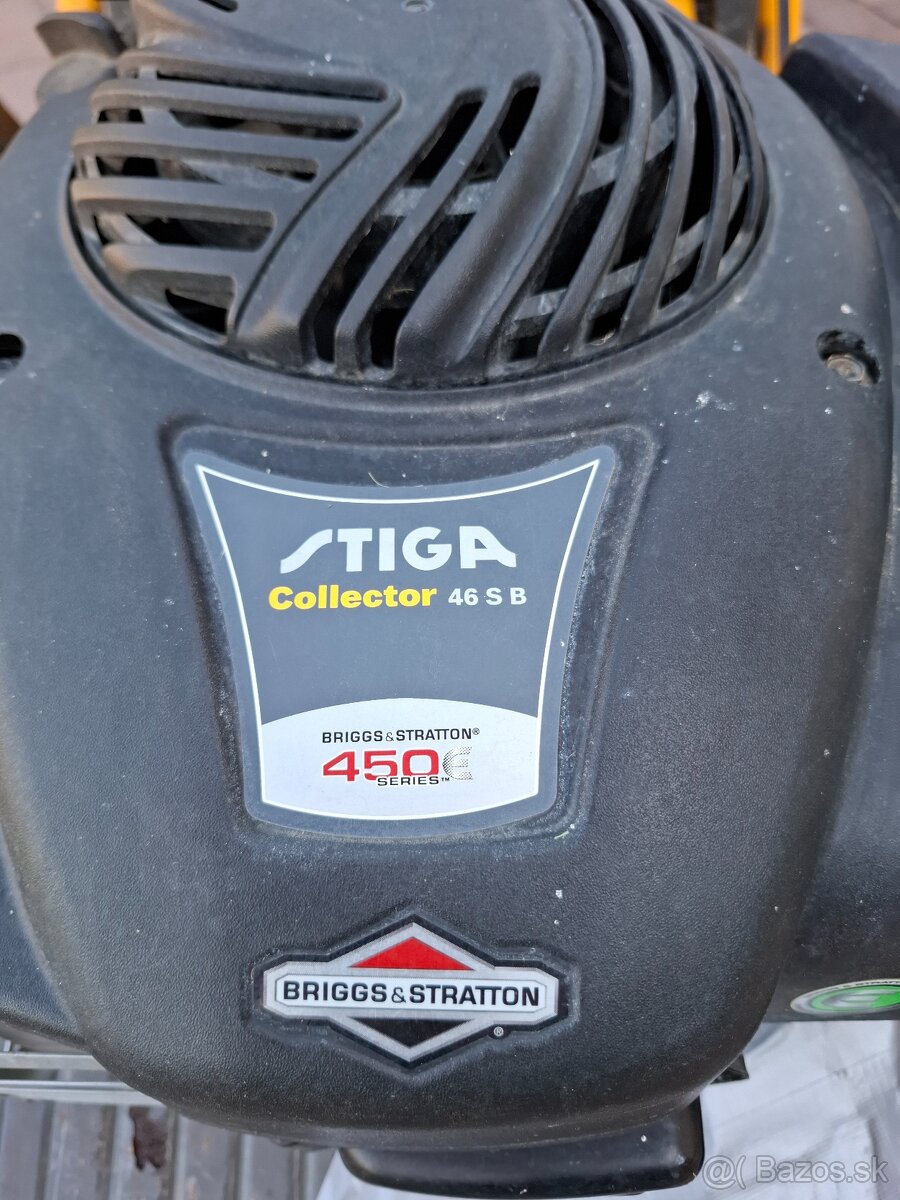 STIGA
Collector 46 S B
BRIGGS&STRATTON®
450E
SERIES™
BRIGGS&STRATTON
®
@( Bazos.sk